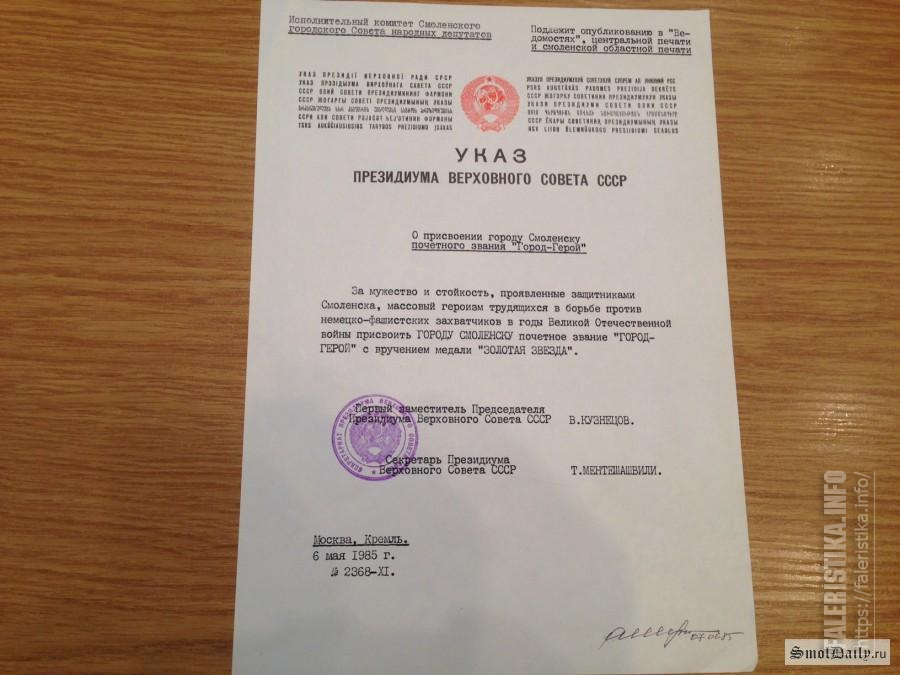 Исполнительный комитет Смоленского
городского Совета народных депутатов
Подлежит опубликованию в "Ве-
домостях", центральной печати
и смоленской областной печати
УКАЗ
ПРЕЗИДИУМА ВЕРХОВНОГО СОВЕТА СССР
О присвоении городу Смоленску
почетного звания "Город-Герой"
За мужество и стойкость, проявленные защитниками
Смоленска, массовый героизм трудящихся в борьбе против
немецко-фашистских захватчиков в годы Великой Отечественной
войны присвоить ГОРОДУ СМОЛЕНСКУ почетное звание "ГОРОД-
ГЕРОЙ" с вручением медали "ЗОЛОТАЯ ЗВЕЗДА".
Первый заместитель Председателя
Президиума Верховного Совета СССР В.КУЗНЕЦОВ.
Секретарь Президиума
Верховного Совета СССР Т.МЕНТЕШАШВИЛИ.
СЕКРЕТАРИАТ ПРЕЗИДИУМА ВЕРХОВНОГО СОВЕТА
Москва, Кремль.
6 мая 1985 г.
№ 2368-XI.
FALERISTIKA.INFO
https://faleristika.info/
SmolDaily.ru